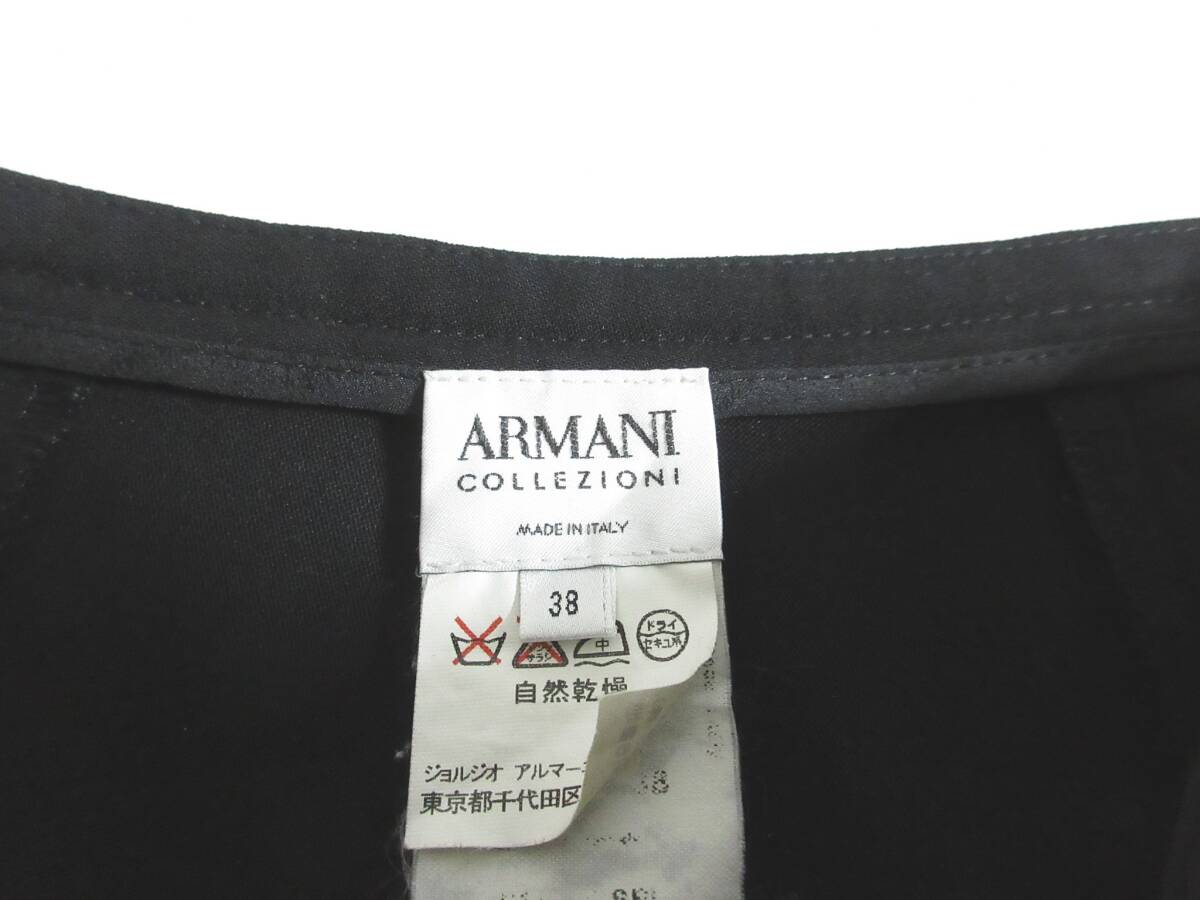 ARMANI
COLLEZIONI
MADE IN ITALY
38
中
ドライ
セキユ系
自然乾燥
ジョルジオ アルマー
東京都千代田区
38